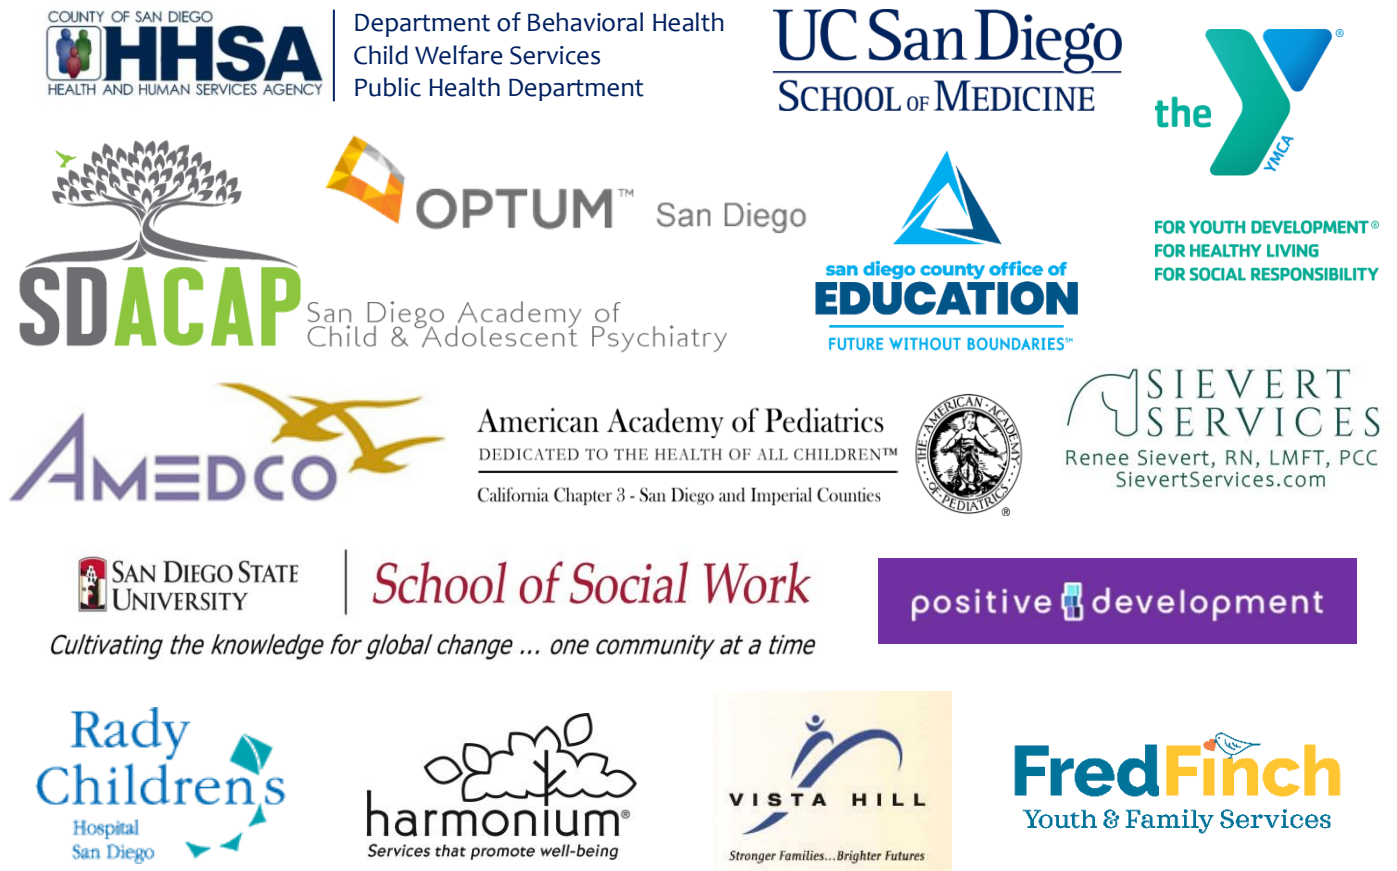 COUNTY OF SAN DIEGO
HHSA
HEALTH AND HUMAN SERVICES AGENCY
Department of Behavioral Health
Child Welfare Services
Public Health Department
UC San Diego
SCHOOL OF MEDICINE
the
YMCA
®
FOR YOUTH DEVELOPMENT®
FOR HEALTHY LIVING
FOR SOCIAL RESPONSIBILITY
SDACAP
San Diego Academy of
Child & Adolescent Psychiatry
OPTUM™ San Diego
san diego county office of
EDUCATION
FUTURE WITHOUT BOUNDARIES℠
AMEDCO
American Academy of Pediatrics
DEDICATED TO THE HEALTH OF ALL CHILDREN™
California Chapter 3 - San Diego and Imperial Counties
·THE·AMERICAN·ACADEMY·
·OF·PEDIATRICS·
®
SIEVERT
SERVICES
Renee Sievert, RN, LMFT, PCC
SievertServices.com
SAN DIEGO STATE
UNIVERSITY
School of Social Work
Cultivating the knowledge for global change ... one community at a time
positive development
Rady
Children's
Hospital
San Diego
harmonium®
Services that promote well-being
VISTA HILL
Stronger Families...Brighter Futures
FredFinch
Youth & Family Services